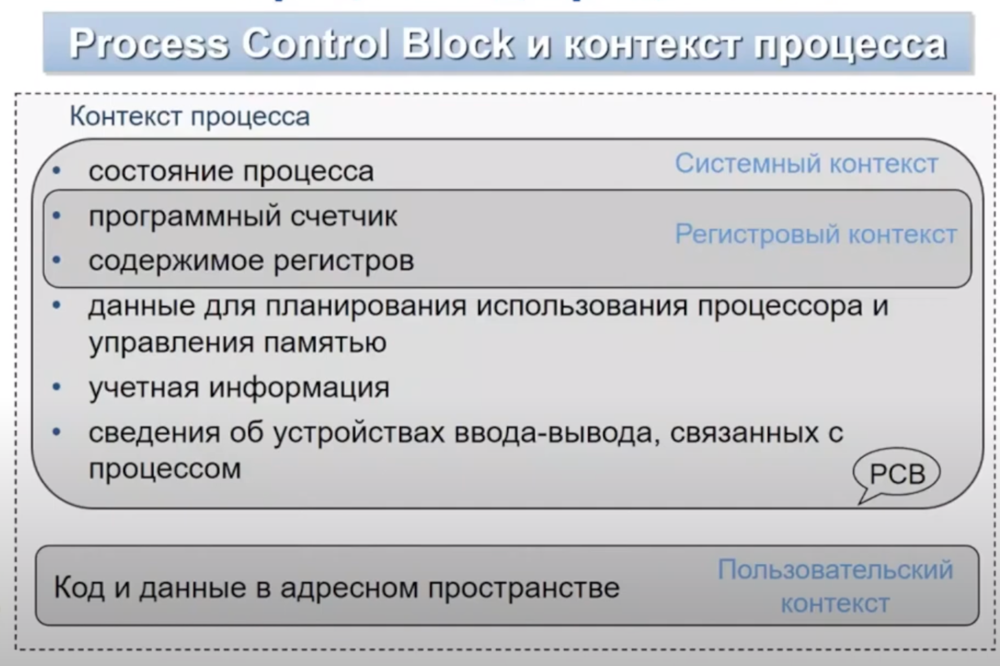 Process Control Block и контекст процесса
Контекст процесса
• состояние процесса
Системный контекст
• программный счетчик
Регистровый контекст
• содержимое регистров
• данные для планирования использования процессора и
управления памятью
• учетная информация
• сведения об устройствах ввода-вывода, связанных с
процессом
PCB
Код и данные в адресном пространстве
Пользовательский
контекст